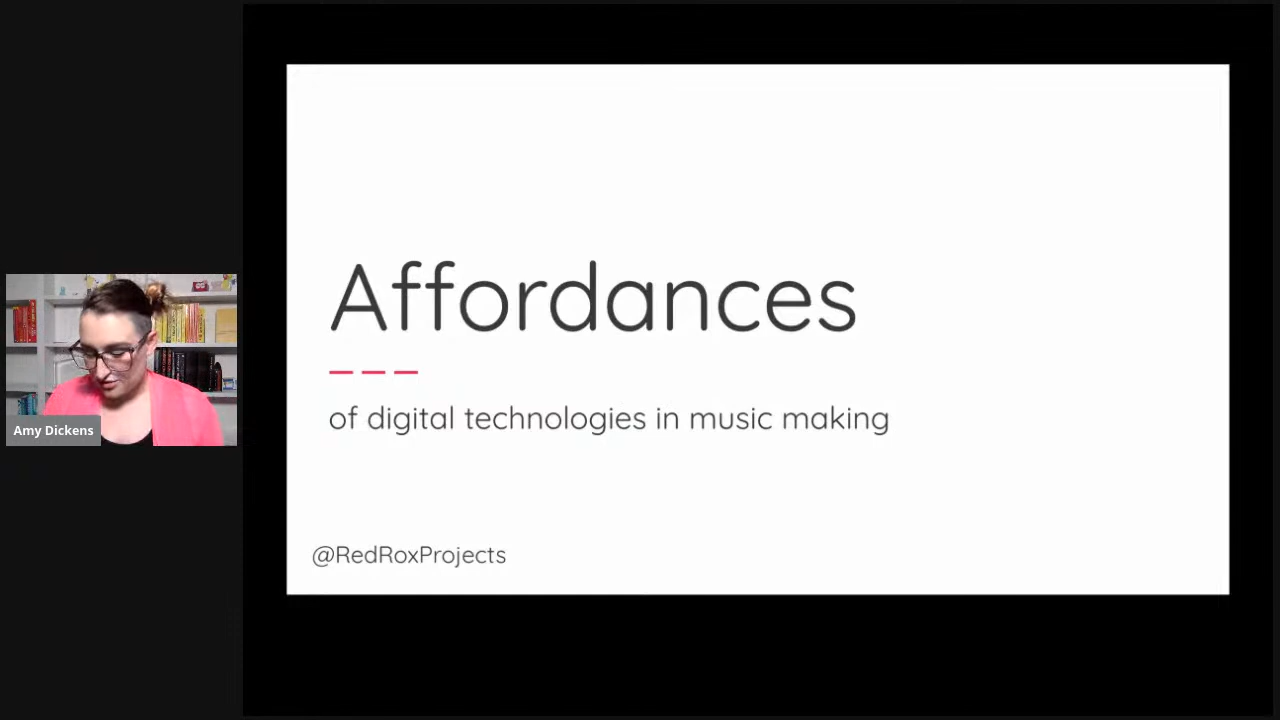 Affordances
of digital technologies in music making
@RedRoxProjects
Amy Dickens